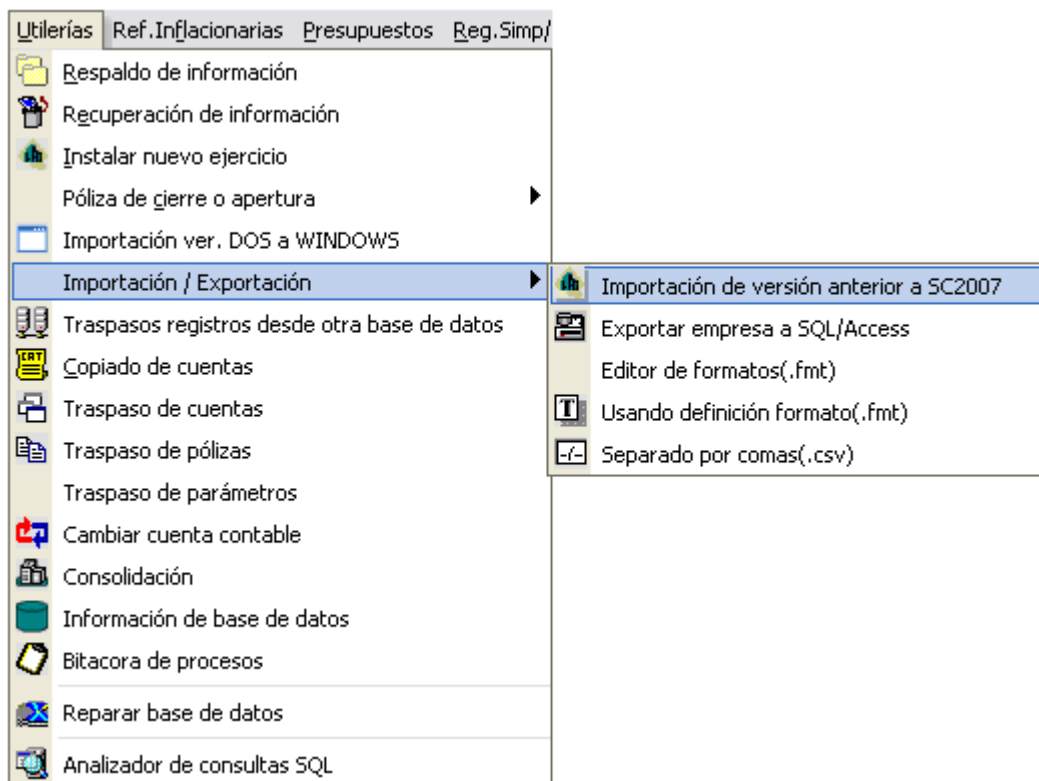 Utilerías Ref.Inflacionarias Presupuestos Reg.Simp/
Respaldo de información
Recuperación de información
Instalar nuevo ejercicio
Póliza de cierre o apertura
Importación ver. DOS a WINDOWS
Importación / Exportación
Importación de versión anterior a SC2007
Exportar empresa a SQL/Access
Editor de formatos(.fmt)
Usando definición formato(.fmt)
Separado por comas(.csv)
Traspasos registros desde otra base de datos
Copiado de cuentas
Traspaso de cuentas
Traspaso de pólizas
Traspaso de parámetros
Cambiar cuenta contable
Consolidación
Información de base de datos
Bitacora de procesos
Reparar base de datos
Analizador de consultas SQL